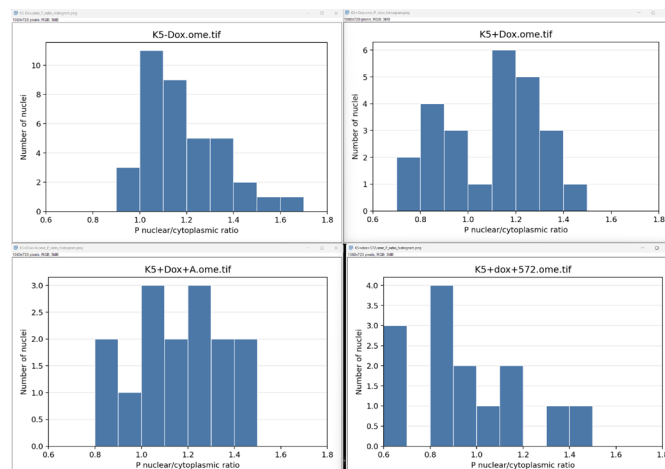 K5-Dox.ome.tif
10
8
6
4
2
0
Number of nuclei
0.6 1.0 1.2 1.4 1.6 1.8
P nuclear/cytoplasmic ratio
K5+Dox.ome.tif
6
5
4
3
2
1
0
Number of nuclei
0.6 0.8 1.0 1.2 1.4 1.6 1.8
P nuclear/cytoplasmic ratio
K5+Dox+A.ome.tif
3.0
2.5
2.0
1.5
1.0
0.5
0.0
Number of nuclei
0.6 0.8 1.0 1.2 1.4 1.6 1.8
P nuclear/cytoplasmic ratio
K5+dox+572.ome.tif
4.0
3.5
3.0
2.5
2.0
1.5
1.0
0.5
0.0
Number of nuclei
0.6 0.8 1.0 1.2 1.4 1.6 1.8
P nuclear/cytoplasmic ratio